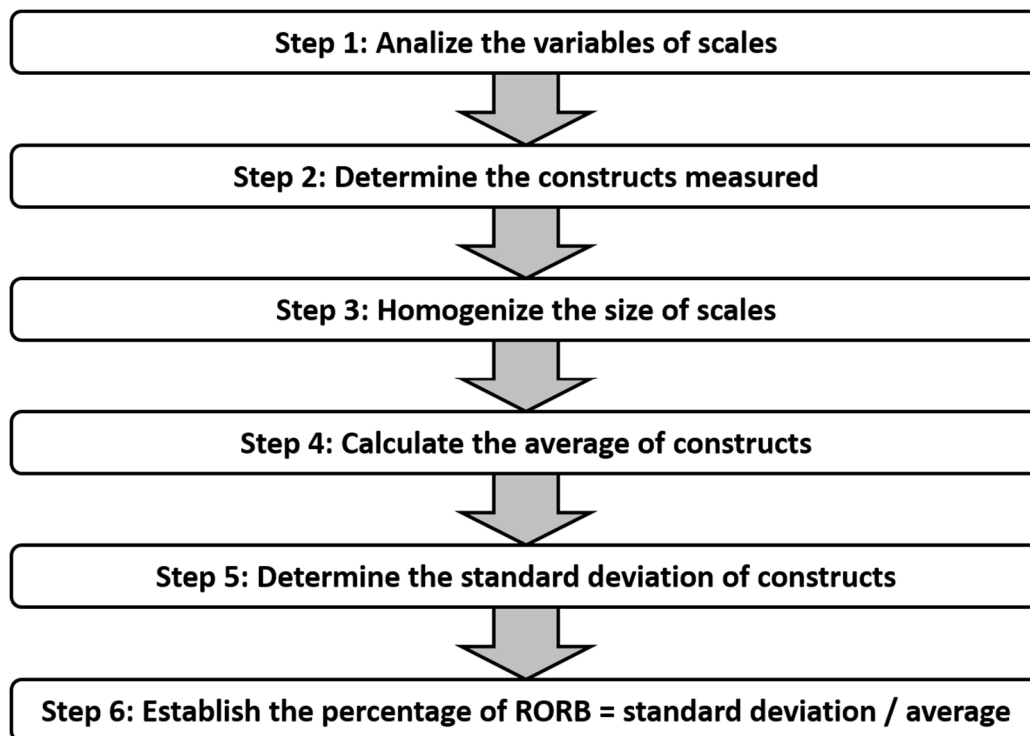 Step 1: Analize the variables of scales
Step 2: Determine the constructs measured
Step 3: Homogenize the size of scales
Step 4: Calculate the average of constructs
Step 5: Determine the standard deviation of constructs
Step 6: Establish the percentage of RORB = standard deviation / average